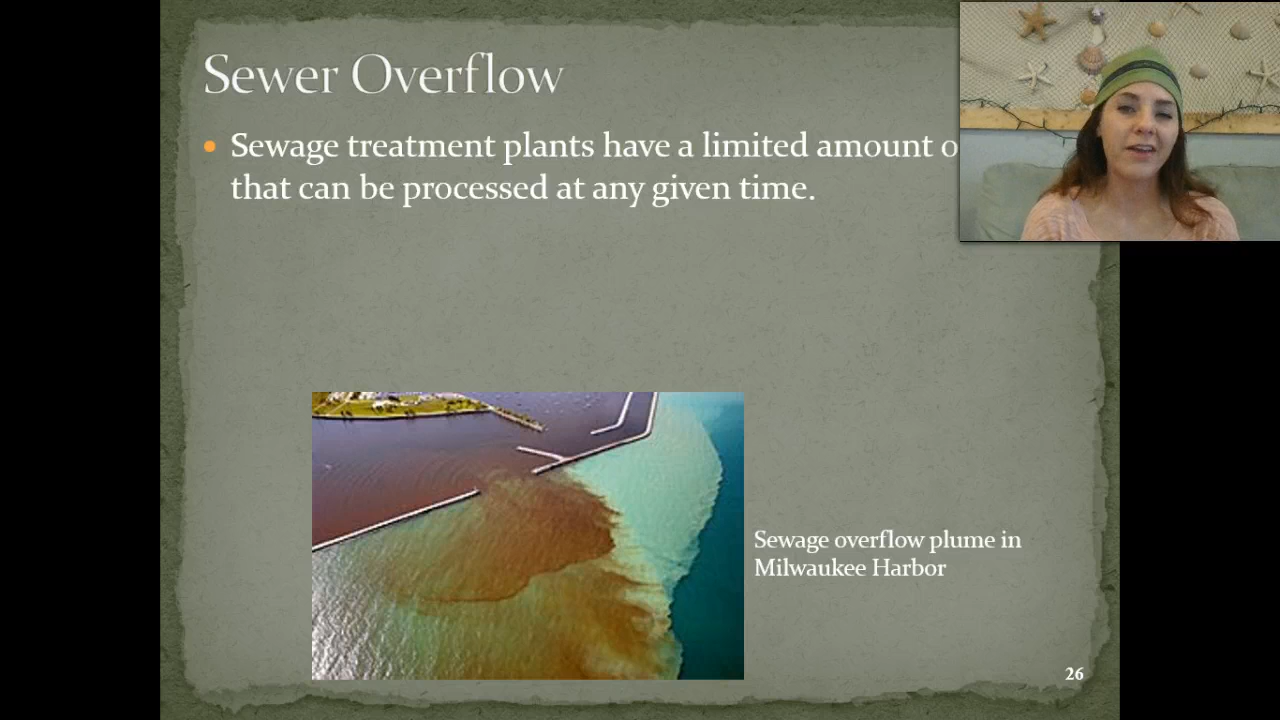 Sewer Overflow
• Sewage treatment plants have a limited amount
that can be processed at any given time.
Sewage overflow plume in
Milwaukee Harbor
26